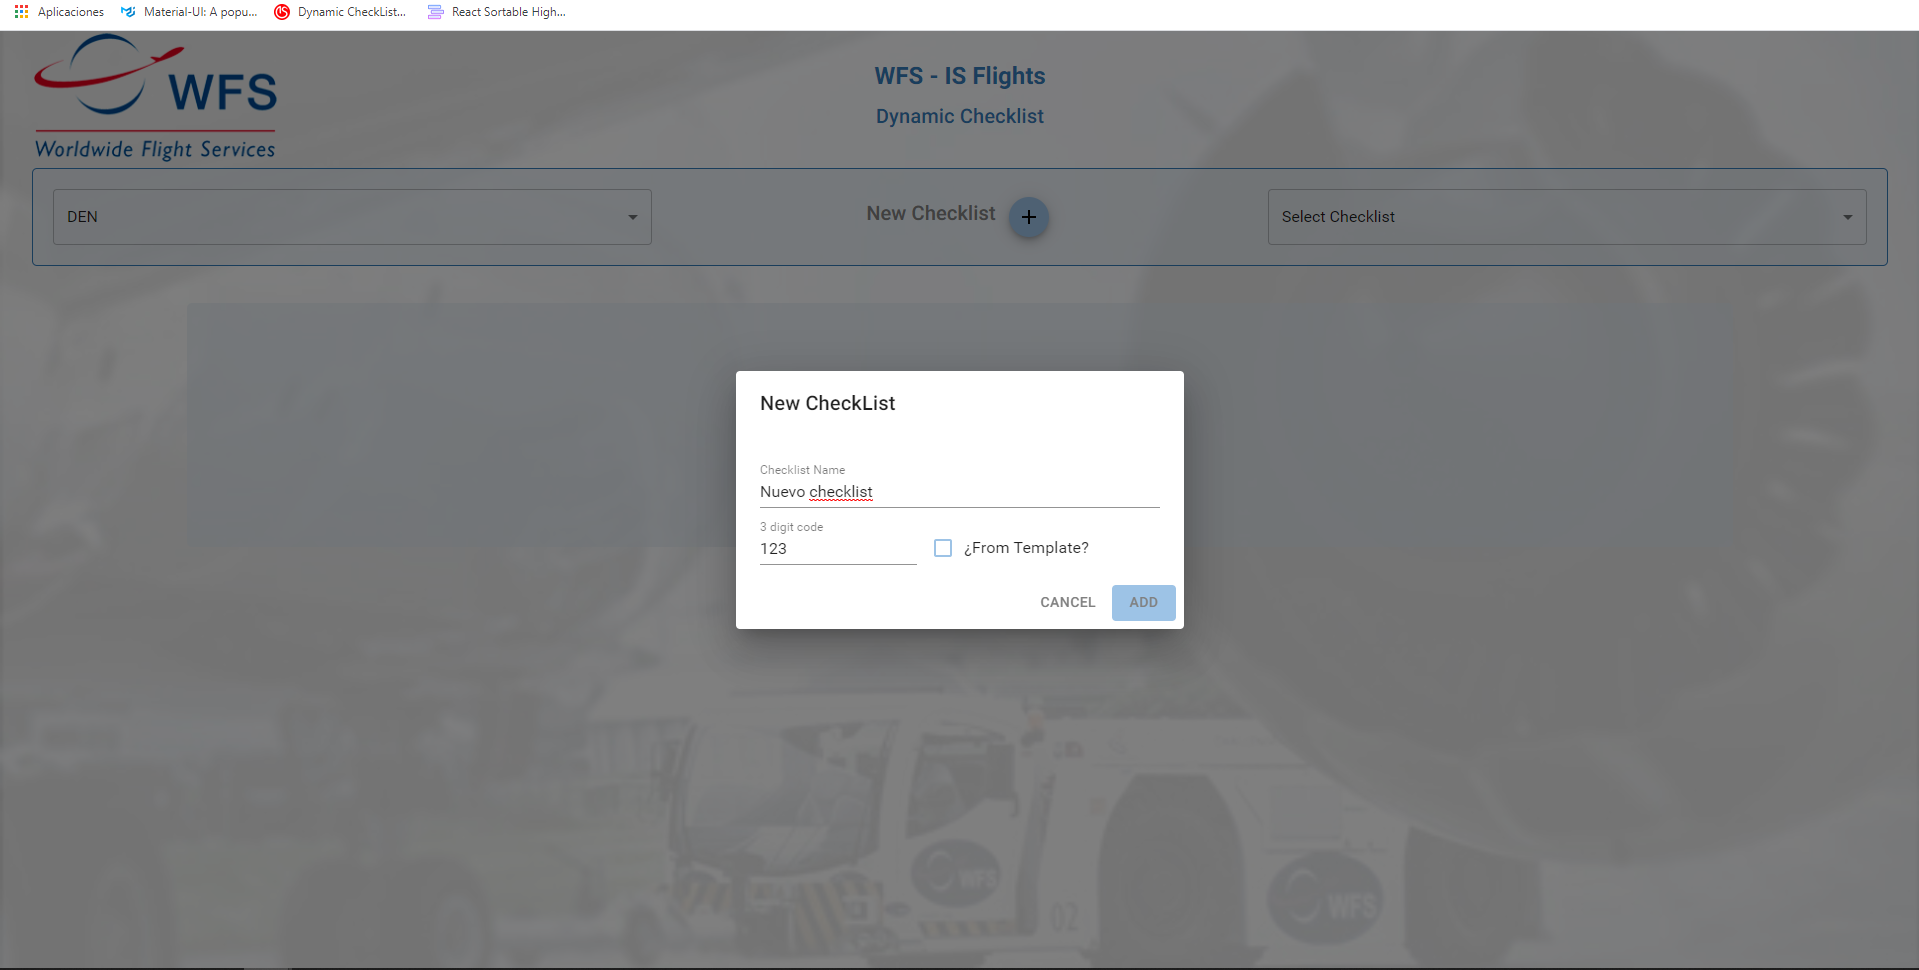 Aplicaciones
Material-UI: A popu...
Dynamic CheckList...
React Sortable High...
WFS
Worldwide Flight Services
WFS - IS Flights
Dynamic Checklist
DEN
New Checklist
Select Checklist
New CheckList
Checklist Name
Nuevo checklist
3 digit code
123
¿From Template?
CANCEL
ADD
WFS
02
WFS